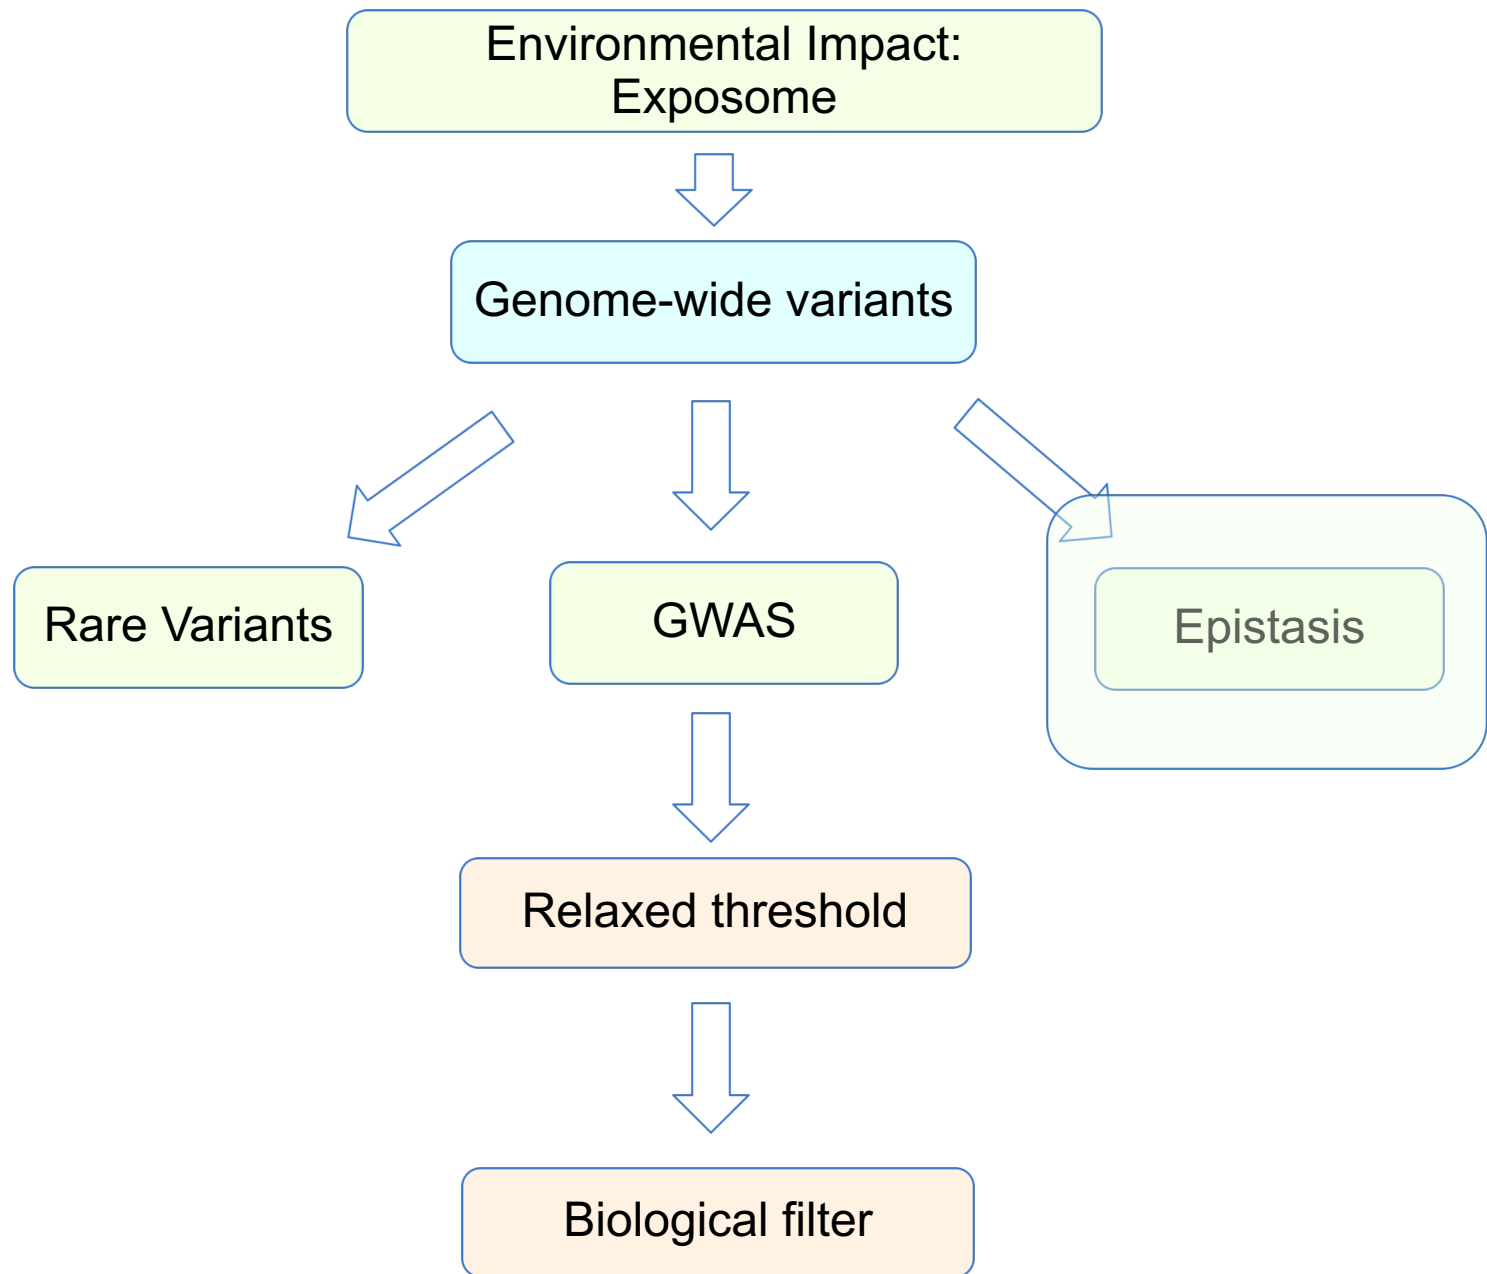 Environmental Impact:
Exposome
Genome-wide variants
Rare Variants
GWAS
Epistasis
Relaxed threshold
Biological filter